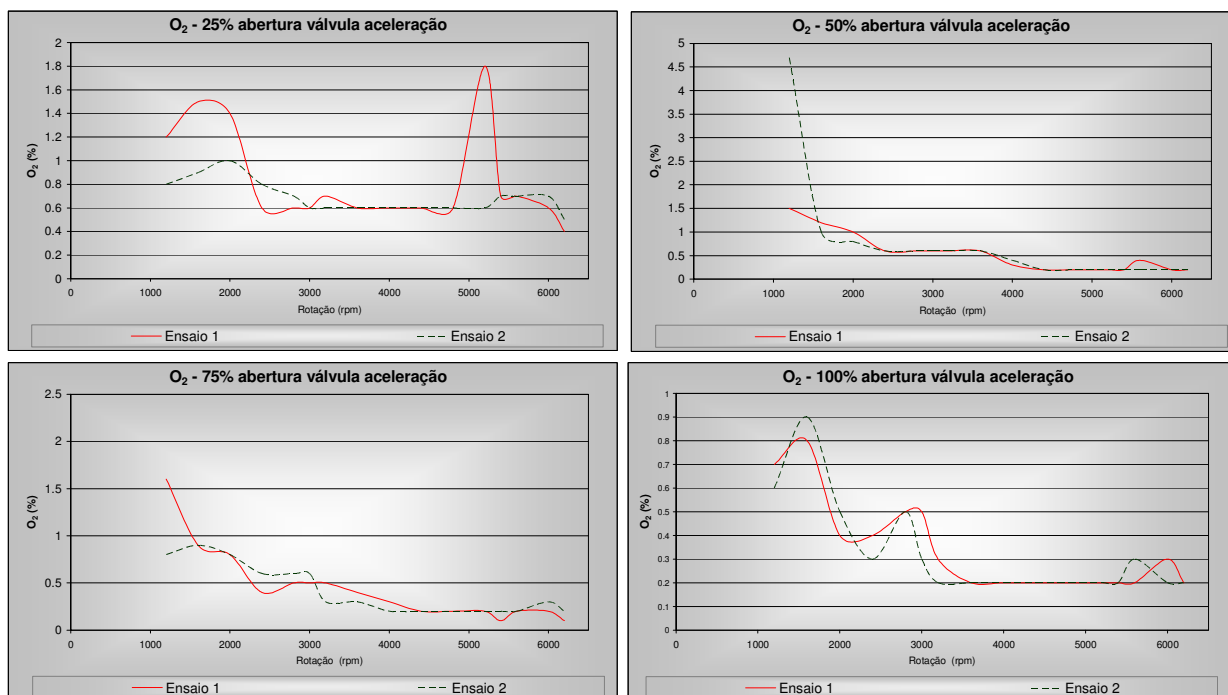 O₂ - 25% abertura válvula aceleração
O₂ (%)
2
1.8
1.6
1.4
1.2
1
0.8
0.6
0.4
0.2
0
0 1000 2000 3000 4000 5000 6000
Rotação (rpm)
Ensaio 1 Ensaio 2
O₂ - 50% abertura válvula aceleração
O₂ (%)
5
4.5
4
3.5
3
2.5
2
1.5
1
0.5
0
0 1000 2000 3000 4000 5000 6000
Rotação (rpm)
Ensaio 1 Ensaio 2
O₂ - 75% abertura válvula aceleração
O₂ (%)
2.5
2
1.5
1
0.5
0
0 1000 2000 3000 4000 5000 6000
Rotação (rpm)
Ensaio 1 Ensaio 2
O₂ - 100% abertura válvula aceleração
O₂ (%)
1
0.9
0.8
0.7
0.6
0.5
0.4
0.3
0.2
0.1
0
0 1000 2000 3000 4000 5000 6000
Rotação (rpm)
Ensaio 1 Ensaio 2